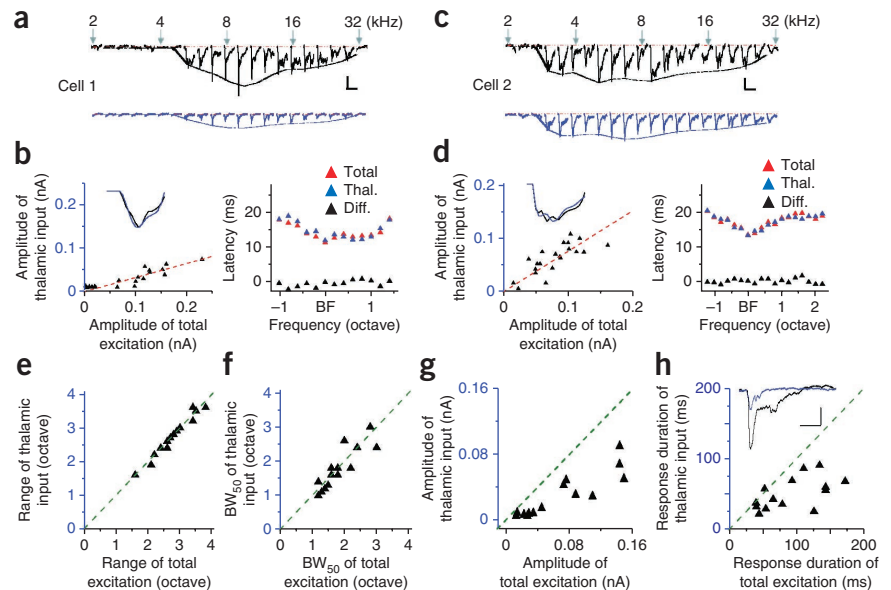 a
2 4 8 16 32 (kHz)
Cell 1
c
2 4 8 16 32 (kHz)
Cell 2
b
Amplitude of
thalamic input (nA)
0.2
0.1
0
0 0.1 0.2
Amplitude of total
excitation (nA)
Total
Thal.
Diff.
Latency (ms)
20
10
0
−1 BF 1
Frequency (octave)
d
Amplitude of
thalamic input (nA)
0.2
0.1
0
0 0.1 0.2
Amplitude of total
excitation (nA)
Total
Thal.
Diff.
Latency (ms)
20
10
0
−1 BF 1 2
Frequency (octave)
e
Range of thalamic
input (octave)
4
3
2
1
0
0 1 2 3 4
Range of total
excitation (octave)
f
BW50 of thalamic
input (octave)
4
3
2
1
0
0 1 2 3 4
BW50 of total
excitation (octave)
g
Amplitude of
thalamic input (nA)
0.16
0.08
0
0 0.08 0.16
Amplitude of
total excitation (nA)
h
Response duration of
thalamic input (ms)
200
150
100
50
0
0 50 100 150 200
Response duration of
total excitation (ms)